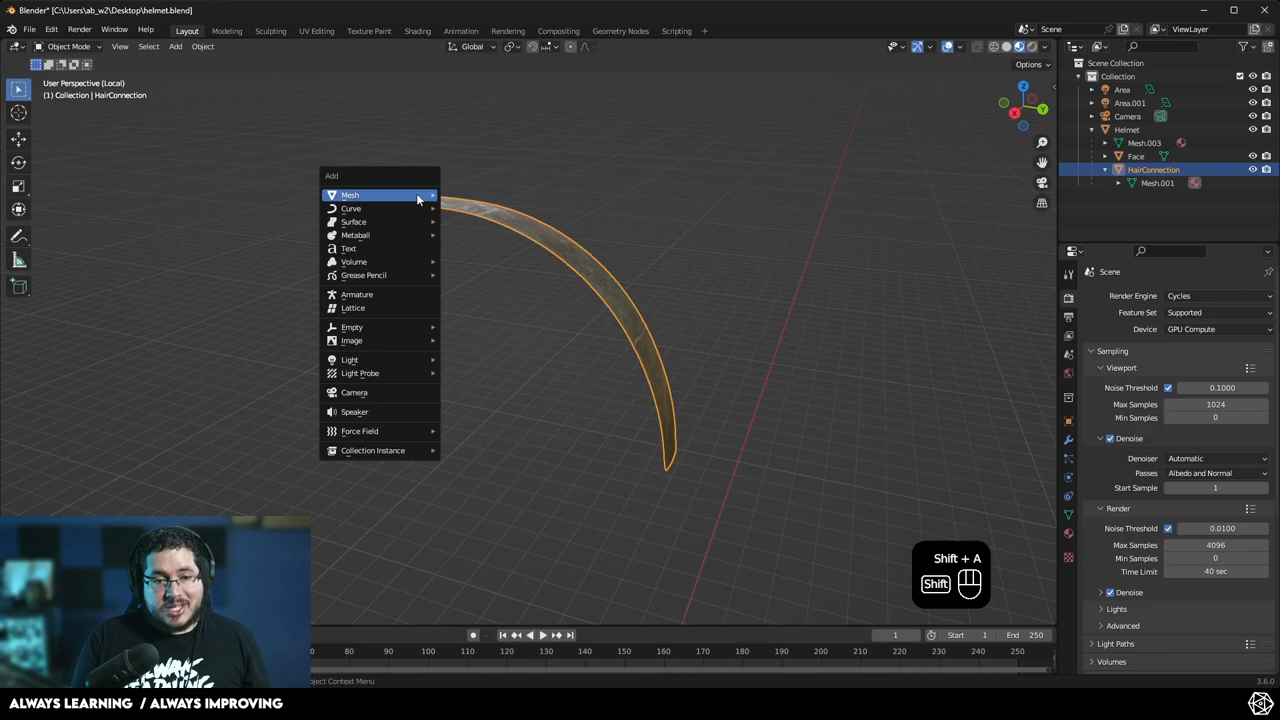 Blender* [C:\Users\ab_w2\Desktop\helmet.blend]
File Edit Render Window Help Layout Modeling Sculpting UV Editing Texture Paint Shading Animation Rendering Compositing Geometry Nodes Scripting + Scene ViewLayer
Object Mode View Select Add Object Global
Options
User Perspective (Local)
(1) Collection | HairConnection
Add
Mesh
Curve
Surface
Metaball
Text
Volume
Grease Pencil
Armature
Lattice
Empty
Image
Light
Light Probe
Camera
Speaker
Force Field
Collection Instance
X
Y
Z
Shift + A
Shift
Scene Collection
Collection
Area
Area.001
Camera
Helmet
Mesh.003
Face
HairConnection
Mesh.001
Scene
Render Engine Cycles
Feature Set Supported
Device GPU Compute
Sampling
Viewport
Noise Threshold 0.1000
Max Samples 1024
Min Samples 0
Denoise
Denoiser Automatic
Passes Albedo and Normal
Start Sample 1
Render
Noise Threshold 0.0100
Max Samples 4096
Min Samples 0
Time Limit 40 sec
Denoise
Lights
Advanced
Light Paths
Volumes
1 Start 1 End 250
80 90 100 110 120 130 140 150 160 170 180 190 200 210 220 230 240 250
oject Context Menu
3.6.0
ALWAYS LEARNING / ALWAYS IMPROVING